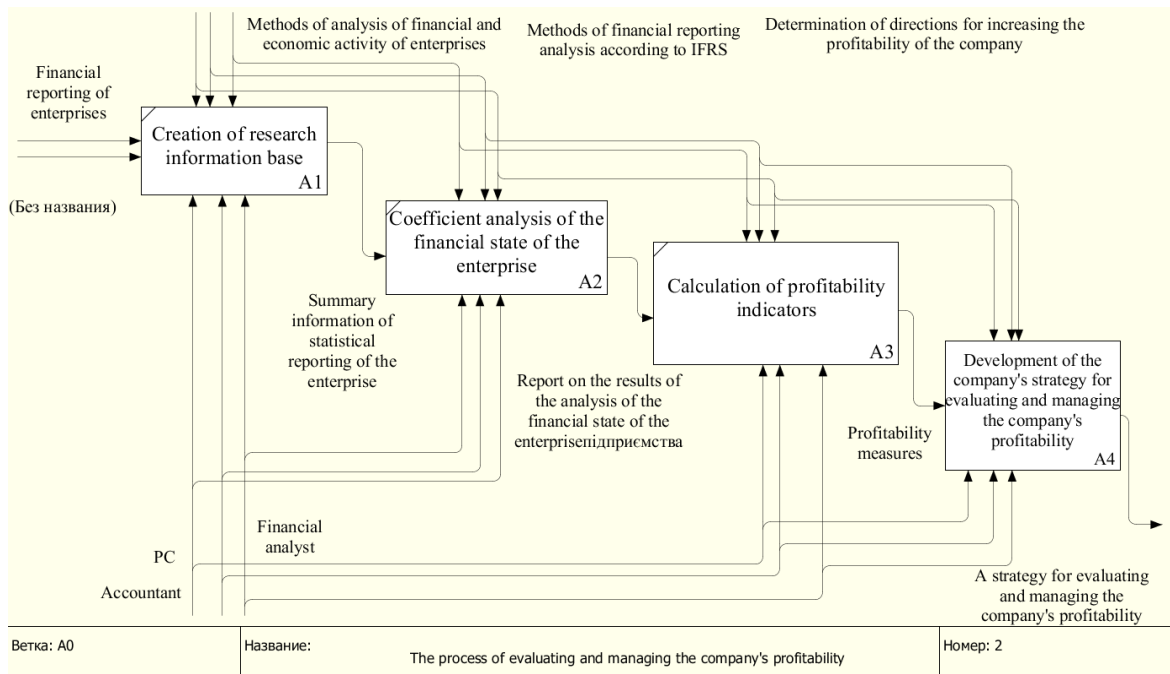 Methods of analysis of financial and
economic activity of enterprises
Methods of financial reporting
analysis according to IFRS
Determination of directions for increasing the
profitability of the company
Financial
reporting of
enterprises
Creation of research
information base
A1
(Без названия)
Coefficient analysis of the
financial state of the
enterprise
A2
Summary
information of
statistical
reporting of the
enterprise
Calculation of profitability
indicators
A3
Report on the results of
the analysis of the
financial state of the
enterpriseпідприємства
Development of the
company's strategy for
evaluating and managing
the company's
profitability
A4
Profitability
measures
Financial
analyst
PC
Accountant
A strategy for evaluating
and managing the
company's profitability
Ветка: A0
Название:
The process of evaluating and managing the company's profitability
Номер: 2